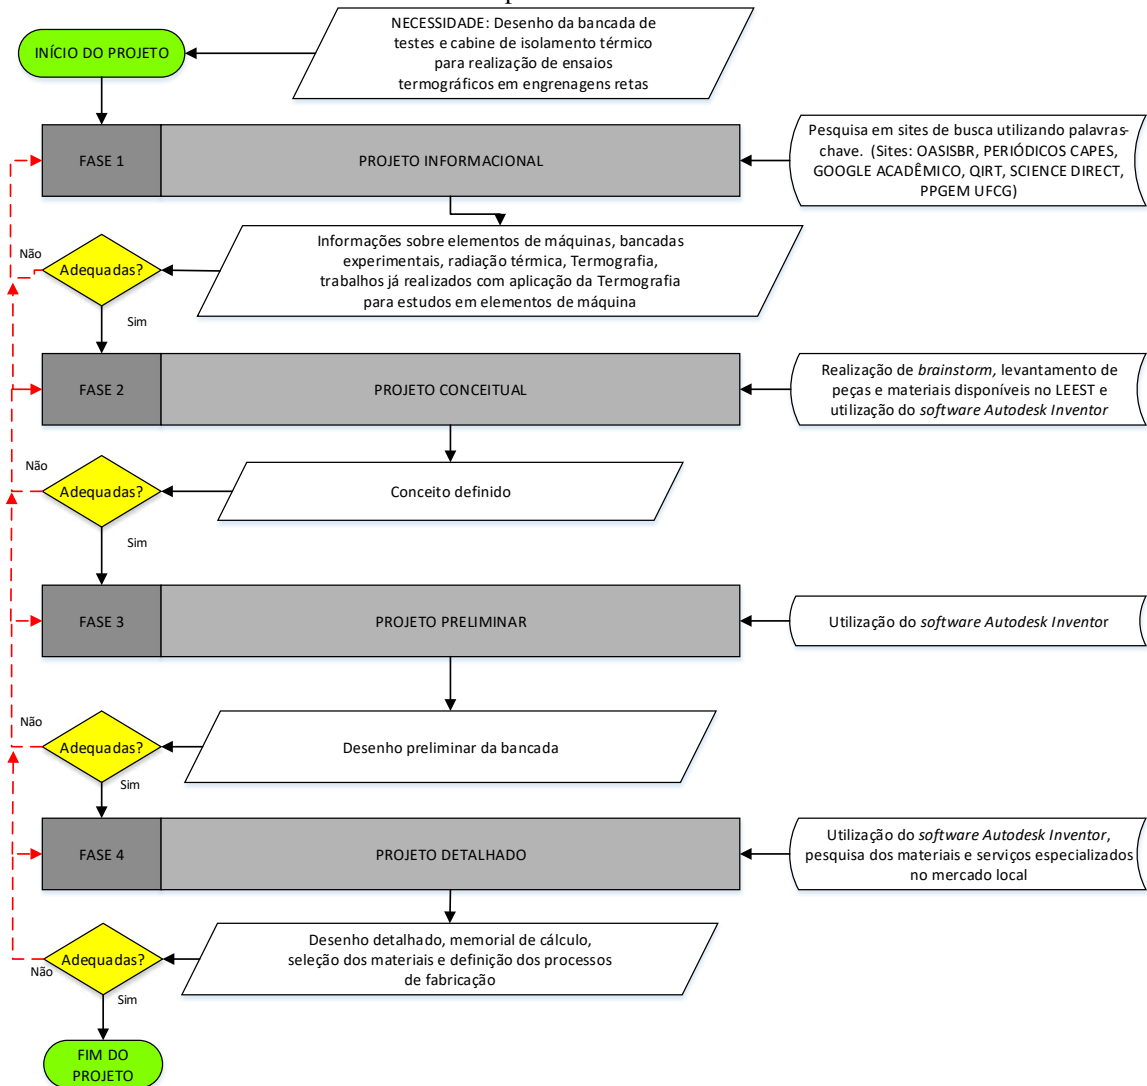 NECESSIDADE: Desenho da bancada de
testes e cabine de isolamento térmico
para realização de ensaios
termográficos em engrenagens retas
INÍCIO DO PROJETO
FASE 1
PROJETO INFORMACIONAL
Pesquisa em sites de busca utilizando palavras-
chave. (Sites: OASISBR, PERIÓDICOS CAPES,
GOOGLE ACADÊMICO, QIRT, SCIENCE DIRECT,
PPGEM UFCG)
Não
Adequadas?
Informações sobre elementos de máquinas, bancadas
experimentais, radiação térmica, Termografia,
trabalhos já realizados com aplicação da Termografia
para estudos em elementos de máquina
Sim
FASE 2
PROJETO CONCEITUAL
Realização de brainstorm, levantamento de
peças e materiais disponíveis no LEEST e
utilização do software Autodesk Inventor
Não
Adequadas?
Conceito definido
Sim
FASE 3
PROJETO PRELIMINAR
Utilização do software Autodesk Inventor
Não
Adequadas?
Desenho preliminar da bancada
Sim
FASE 4
PROJETO DETALHADO
Utilização do software Autodesk Inventor,
pesquisa dos materiais e serviços especializados
no mercado local
Adequadas?
Não
Desenho detalhado, memorial de cálculo,
seleção dos materiais e definição dos processos
de fabricação
Sim
FIM DO
PROJETO